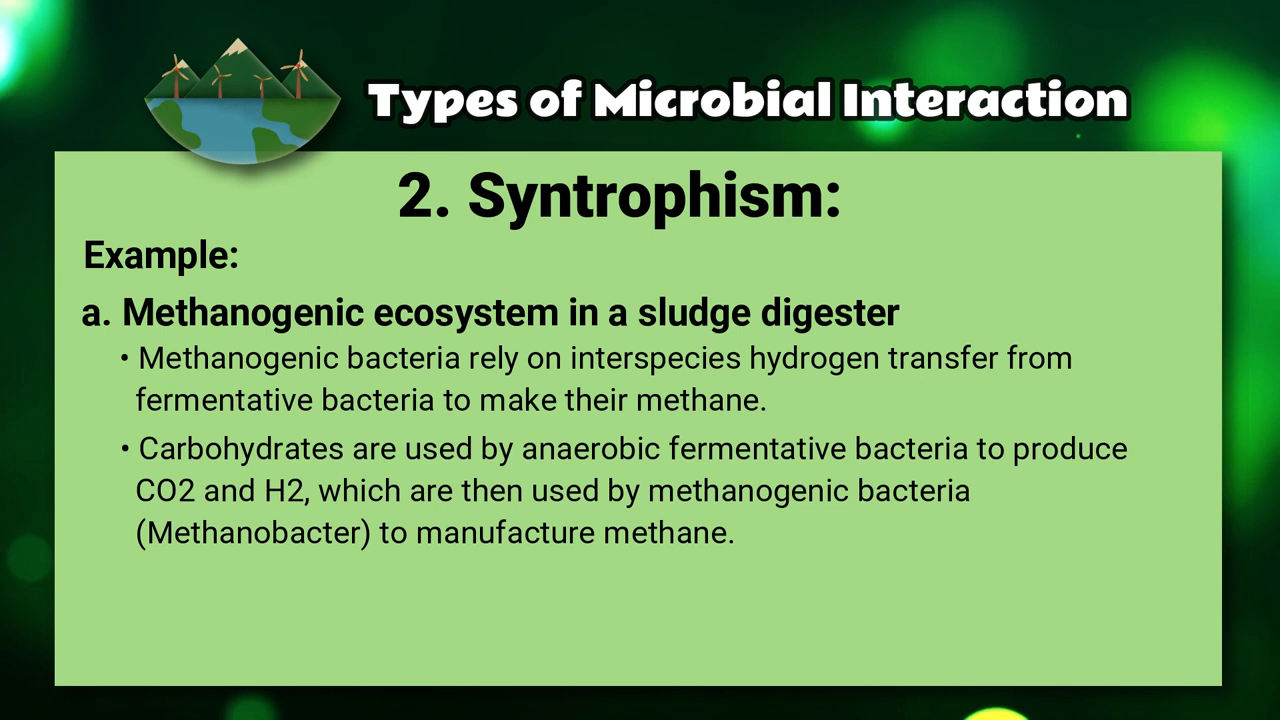 Types of Microbial Interaction
2. Syntrophism:
Example:
a. Methanogenic ecosystem in a sludge digester
• Methanogenic bacteria rely on interspecies hydrogen transfer from
fermentative bacteria to make their methane.
• Carbohydrates are used by anaerobic fermentative bacteria to produce
CO2 and H2, which are then used by methanogenic bacteria
(Methanobacter) to manufacture methane.